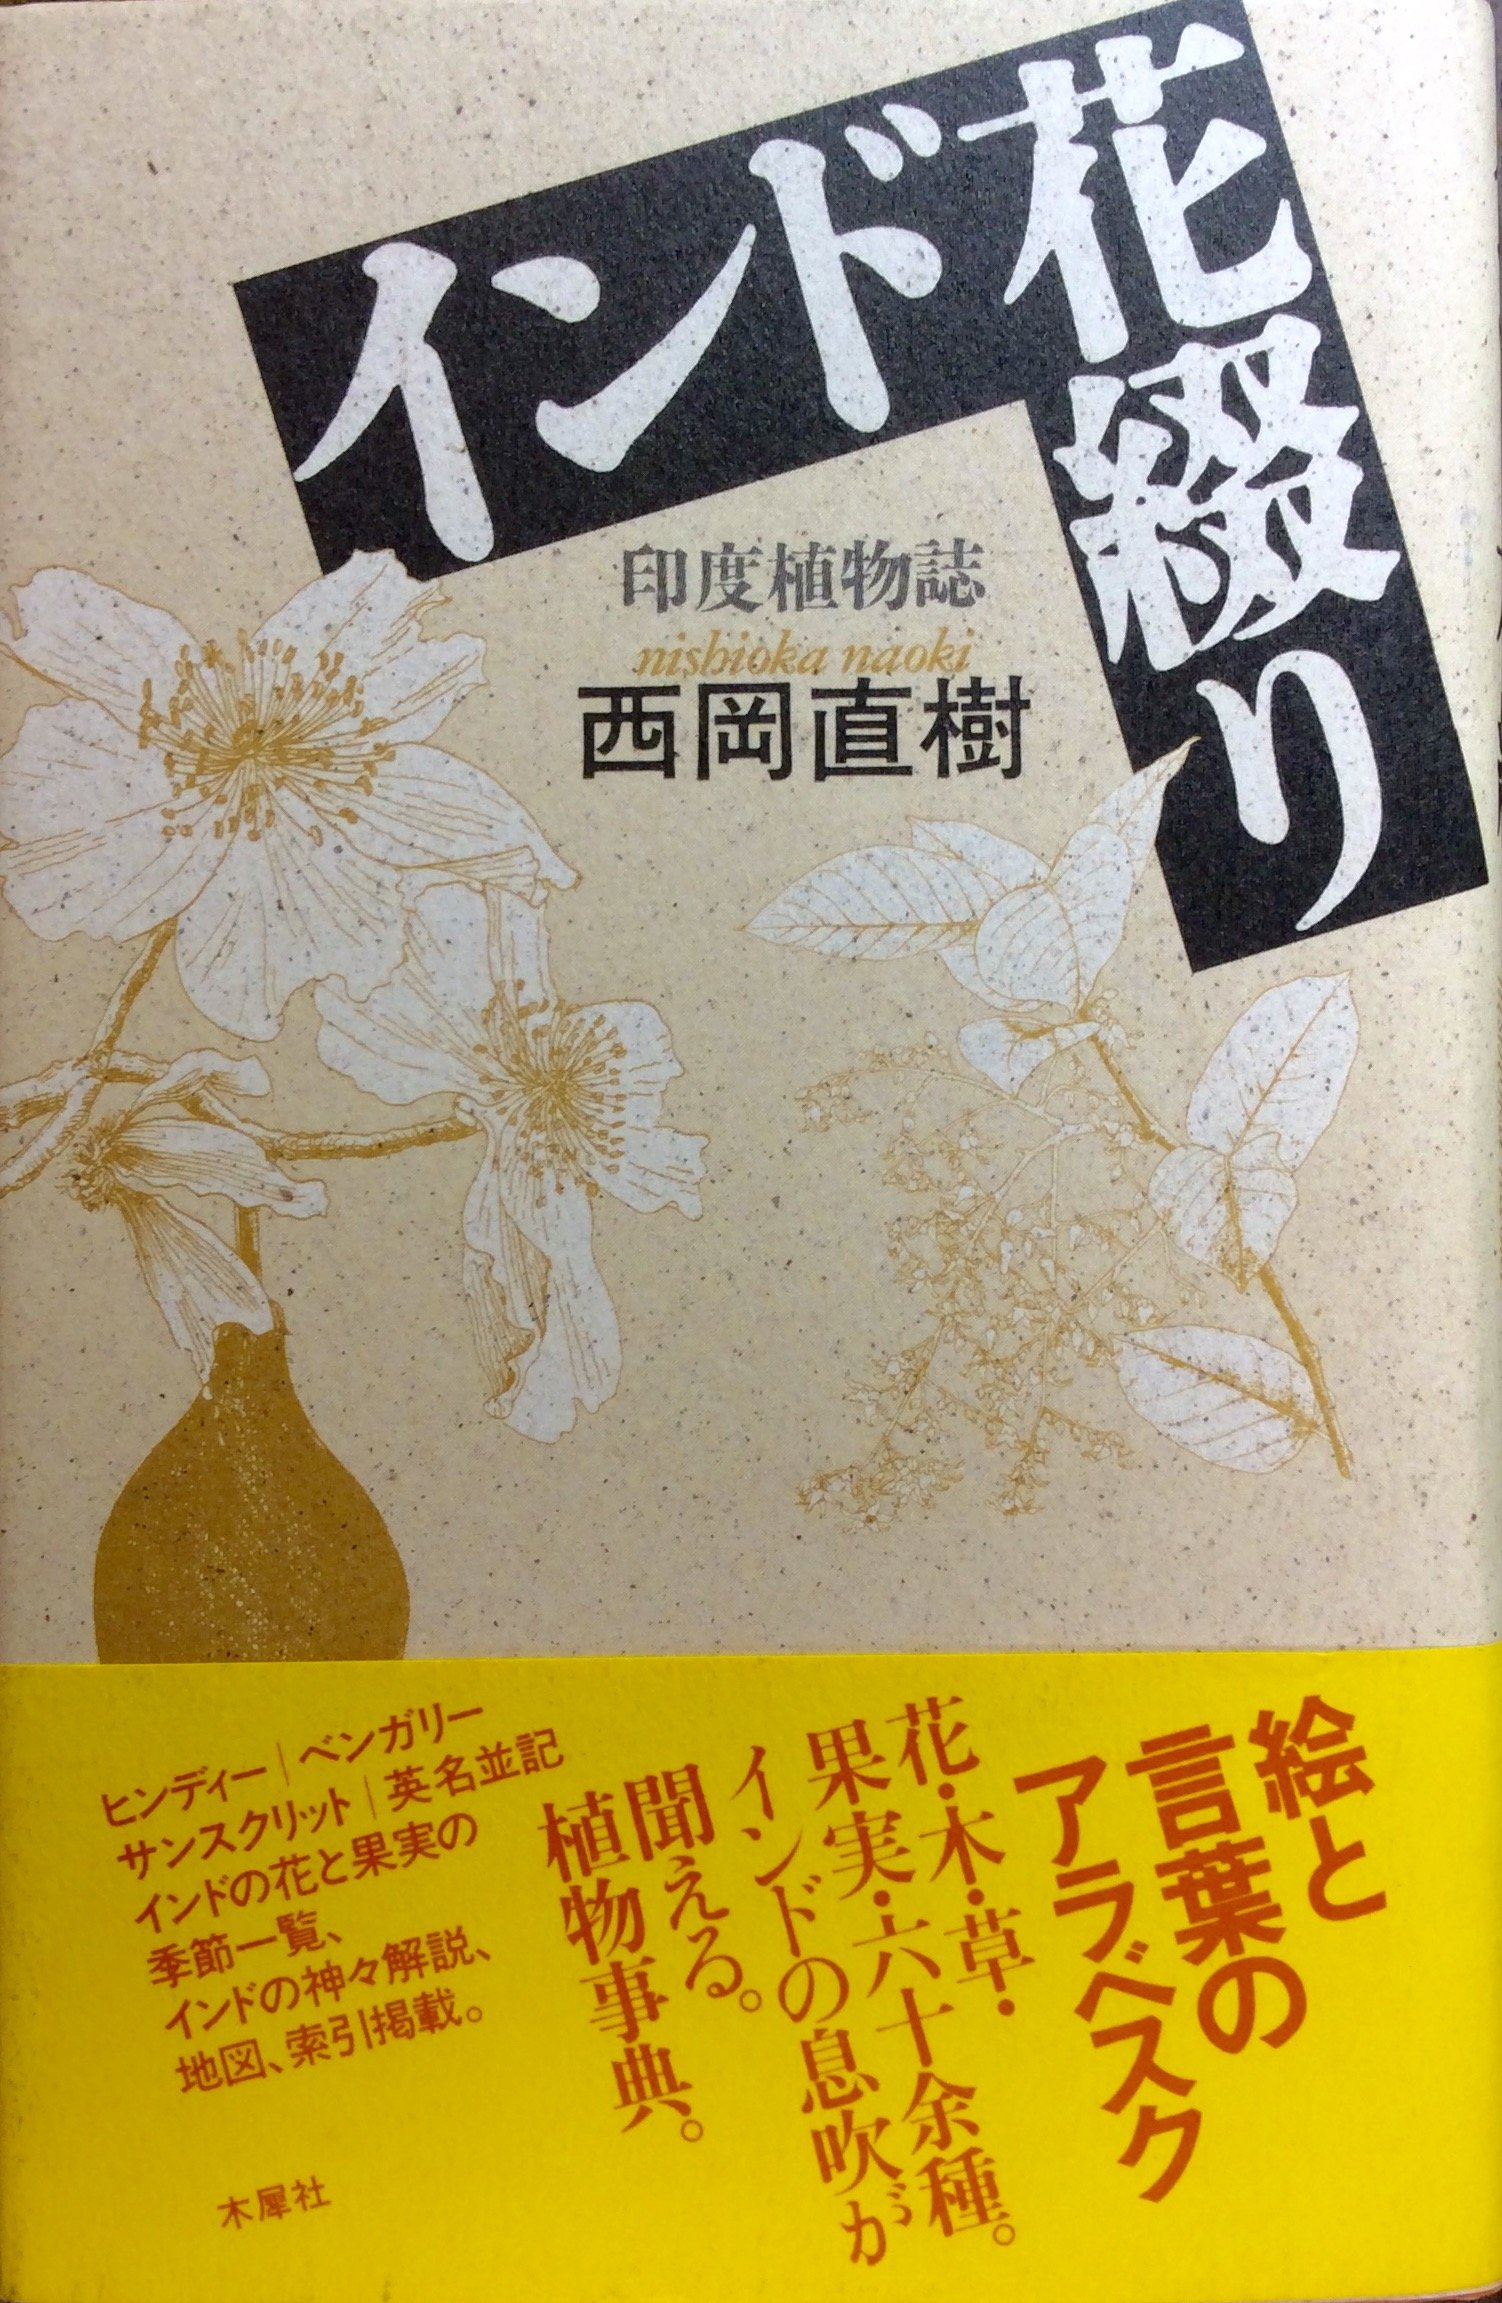 インド
花綴り
印度植物誌
nishioka naoki
西岡直樹
絵と
言葉の
アラベスク
花・木・草・
果実・六十余種。
インドの息吹が
聞える。
植物事典。
ヒンディー｜ベンガリー
サンスクリット｜英名並記
インドの花と果実の
季節一覧、
インドの神々解説、
地図、索引掲載。
木犀社